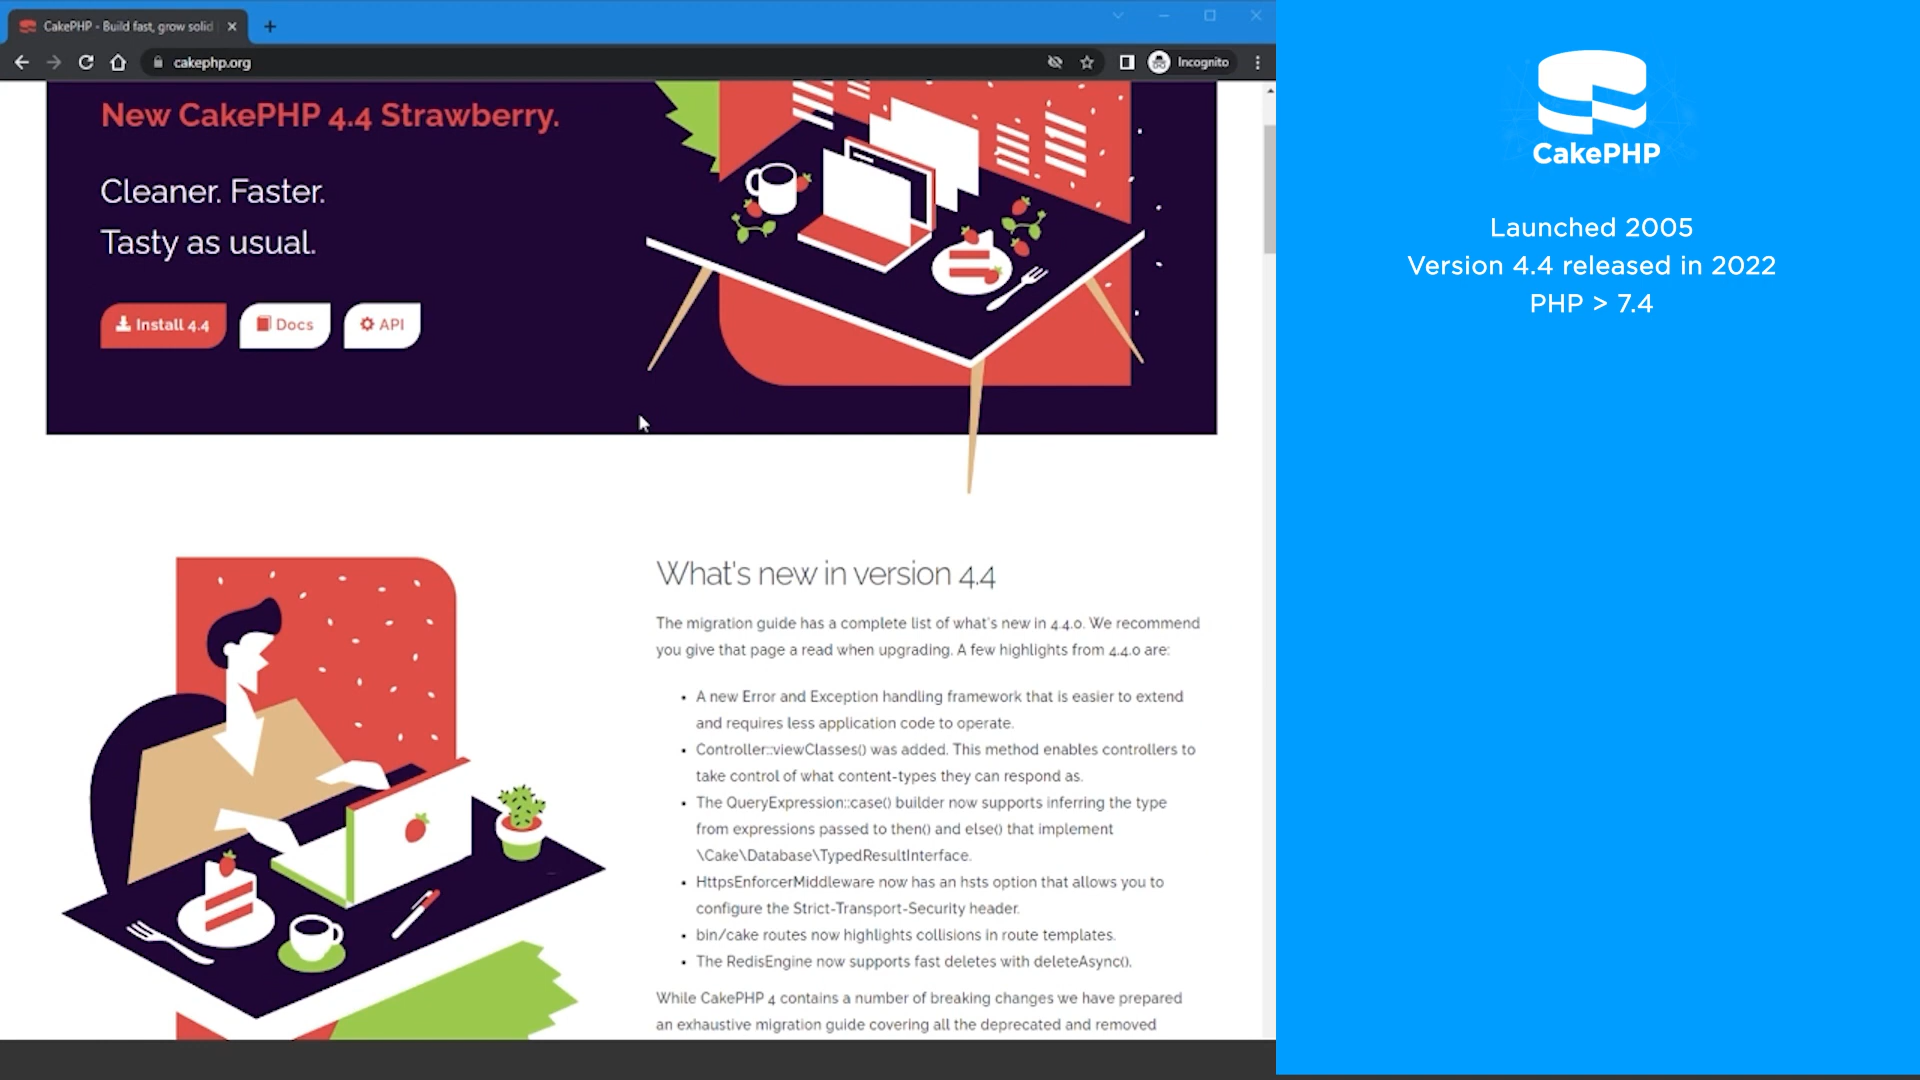 CakePHP - Build fast, grow solid
cakephp.org
Incognito
New CakePHP 4.4 Strawberry.
Cleaner. Faster.
Tasty as usual.
Install 4.4
Docs
API
What's new in version 4.4
The migration guide has a complete list of what's new in 4.4.0. We recommend
you give that page a read when upgrading. A few highlights from 4.4.0 are:
• A new Error and Exception handling framework that is easier to extend
and requires less application code to operate.
• Controller::viewClasses() was added. This method enables controllers to
take control of what content-types they can respond as.
• The QueryExpression::case() builder now supports inferring the type
from expressions passed to then() and else() that implement
\Cake\Database\TypedResultInterface.
• HttpsEnforcerMiddleware now has an hsts option that allows you to
configure the Strict-Transport-Security header.
• bin/cake routes now highlights collisions in route templates.
• The RedisEngine now supports fast deletes with deleteAsync().
While CakePHP 4 contains a number of breaking changes we have prepared
an exhaustive migration guide covering all the deprecated and removed
CakePHP
Launched 2005
Version 4.4 released in 2022
PHP > 7.4